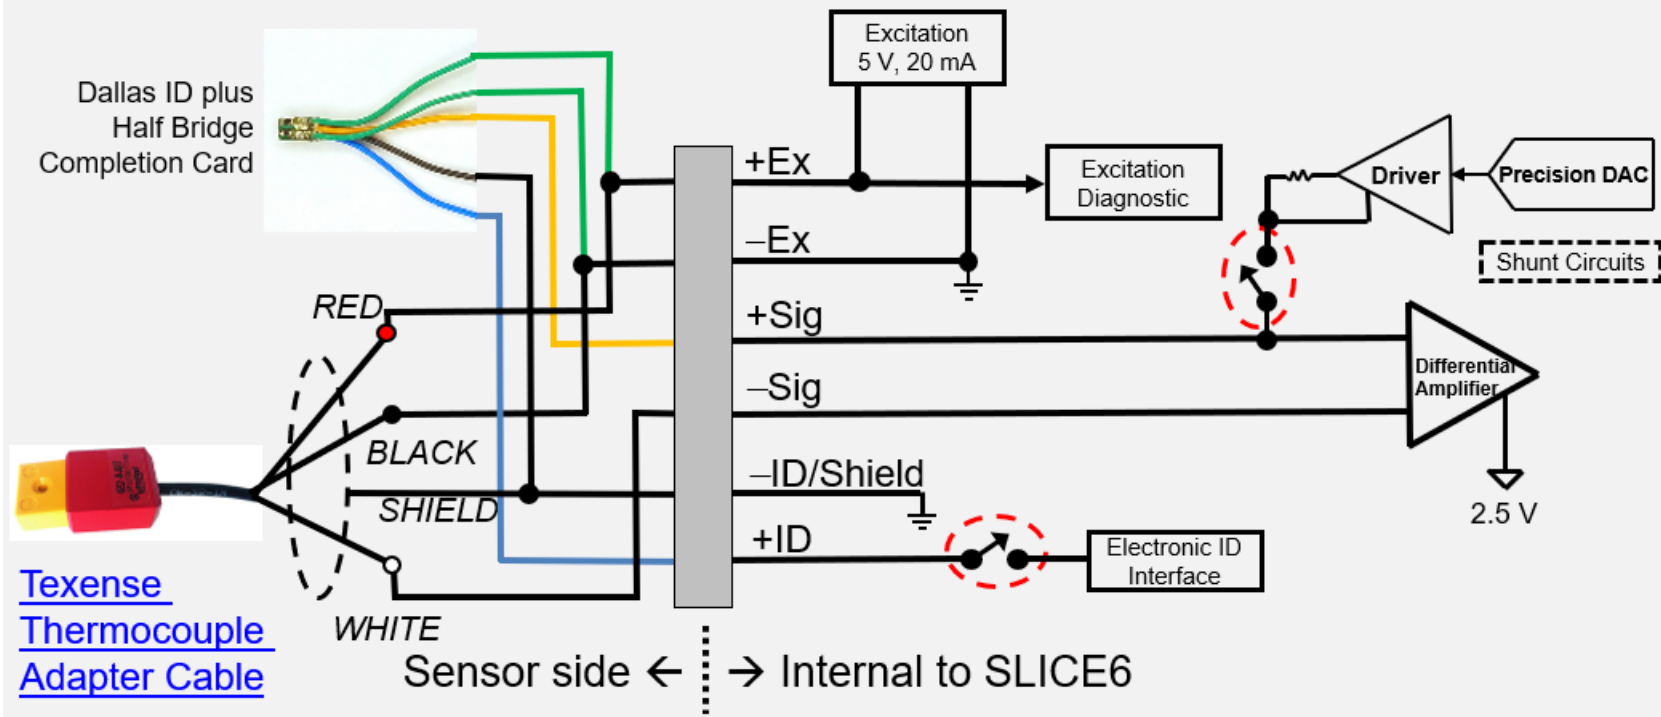 Dallas ID plus
Half Bridge
Completion Card
Excitation
5 V, 20 mA
+Ex
Excitation
Diagnostic
Driver
Precision DAC
–Ex
Shunt Circuits
RED
+Sig
–Sig
Differential
Amplifier
BLACK
–ID/Shield
SHIELD
2.5 V
+ID
Electronic ID
Interface
Texense
Thermocouple
Adapter Cable
WHITE
Sensor side ← → Internal to SLICE6